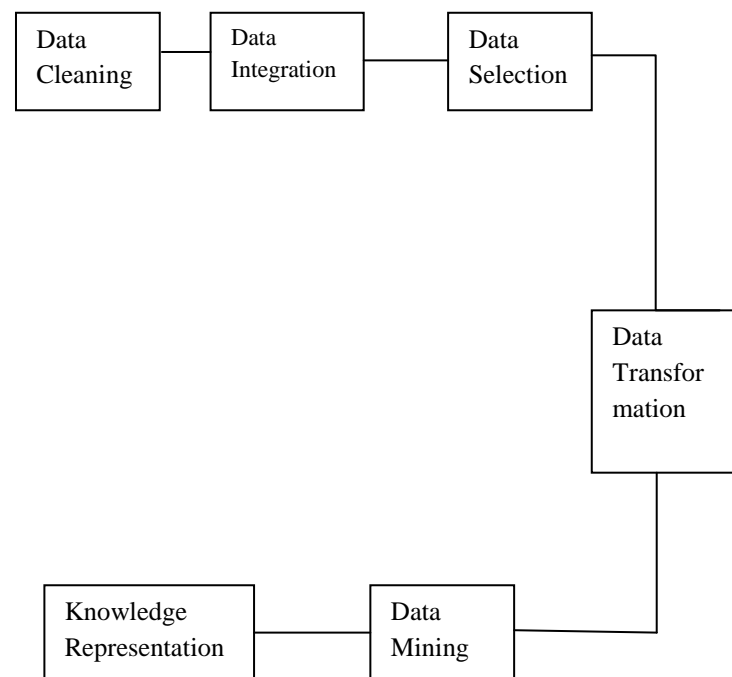 Data
Cleaning
Data
Integration
Data
Selection
Data
Transfor
mation
Knowledge
Representation
Data
Mining